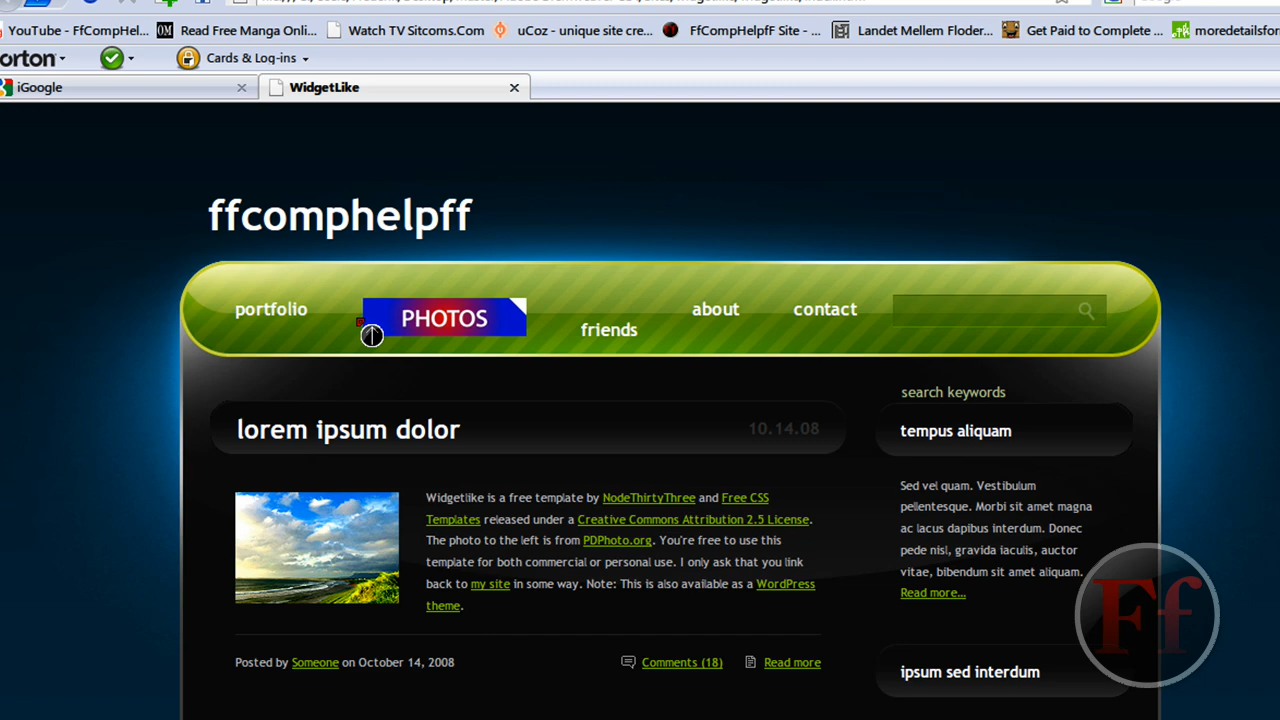 YouTube - FfCompHel... Read Free Manga Onli... Watch TV Sitcoms.Com! uCoz - unique site cre... FfCompHelpfF Site - ... Landet Mellem Floder... Get Paid to Complete ... moredetailsfor
orton Cards & Log-ins
iGoogle WidgetLike
ffcomphelpff
portfolio PHOTOS friends about contact
search keywords
lorem ipsum dolor 10.14.08
tempus aliquam
Widgetlike is a free template by NodeThirtyThree and Free CSS
Templates released under a Creative Commons Attribution 2.5 License.
The photo to the left is from PDPhoto.org. You're free to use this
template for both commercial or personal use. I only ask that you link
back to my site in some way. Note: This is also available as a WordPress
theme.
Sed vel quam. Vestibulum
pellentesque. Morbi sit amet magna
ac lacus dapibus interdum. Donec
pede nisl, gravida iaculis, auctor
vitae, bibendum sit amet aliquam.
Read more...
Posted by Someone on October 14, 2008 Comments (18) Read more
ipsum sed interdum
Ff